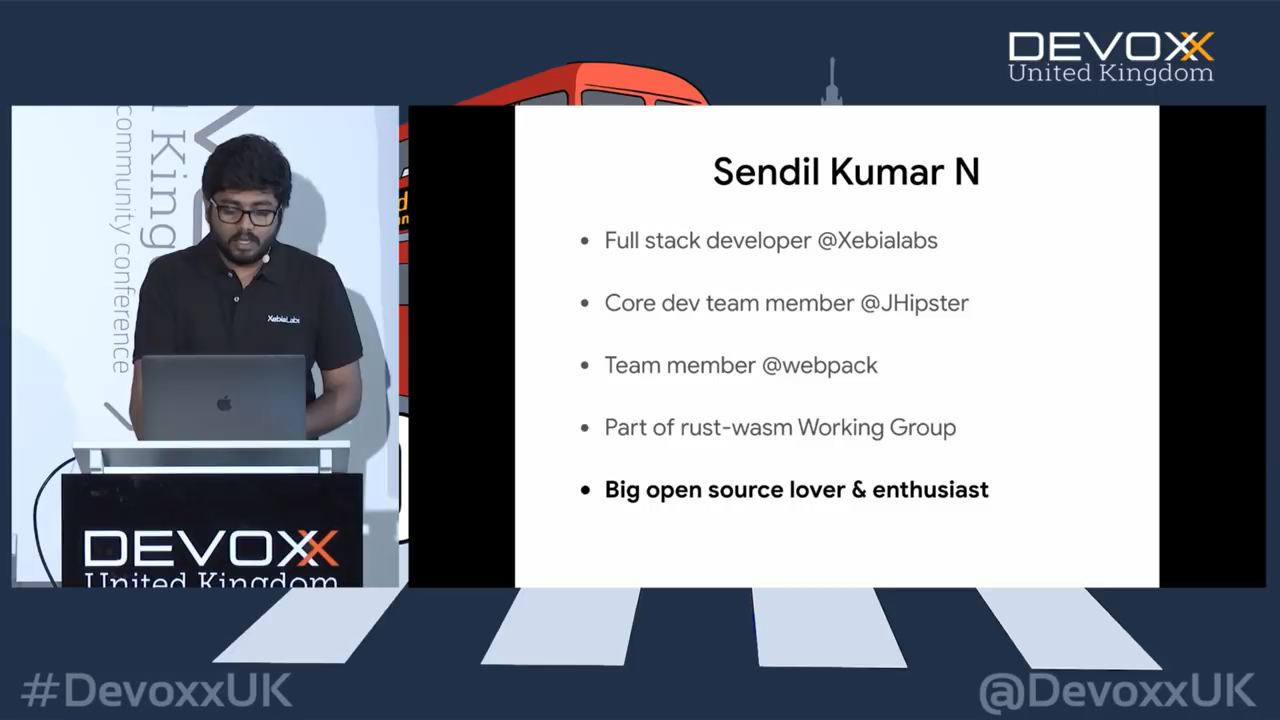 DEVOXX
United Kingdom
King
community conference
XebiaLabs
DEVOXX
United Kingdom
Sendil Kumar N
• Full stack developer @Xebialabs
• Core dev team member @JHipster
• Team member @webpack
• Part of rust-wasm Working Group
• Big open source lover & enthusiast
#DevoxxUK
@DevoxxUK